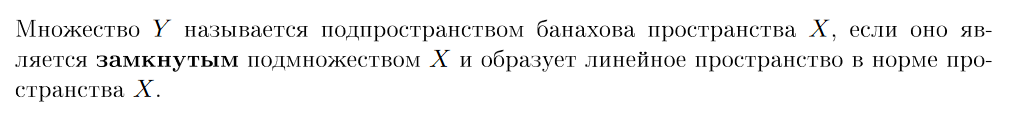 Множество Y называется подпространством банахова пространства X, если оно яв-
ляется замкнутым подмножеством X и образует линейное пространство в норме про-
странства X.